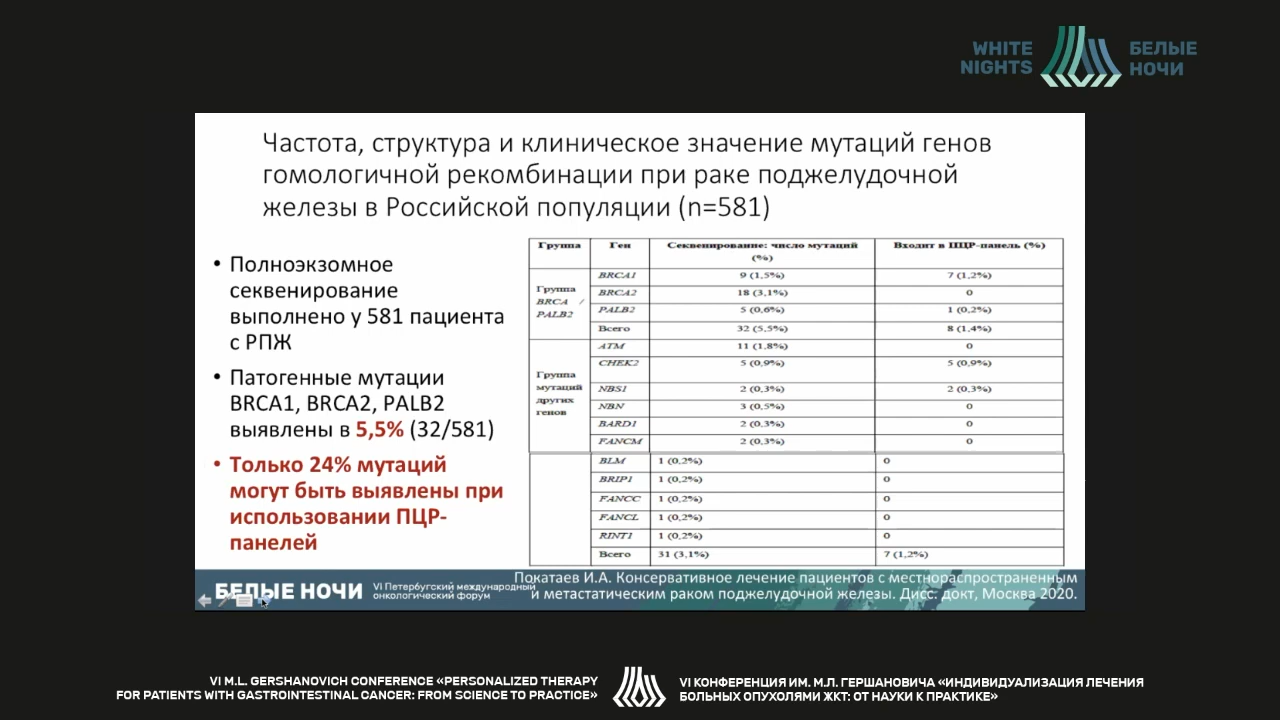 WHITE
NIGHTS
БЕЛЫЕ
НОЧИ
Частота, структура и клиническое значение мутаций генов
гомологичной рекомбинации при раке поджелудочной
железы в Российской популяции (n=581)
• Полноэкзомное
секвенирование
выполнено у 581 пациента
с РПЖ
• Патогенные мутации
BRCA1, BRCA2, PALB2
выявлены в 5,5% (32/581)
• Только 24% мутаций
могут быть выявлены при
использовании ПЦР-
панелей
Группа Ген Секвенирование: число мутаций (%) Входит в ПЦР-панель (%)
Группа BRCA / PALB2
BRCA1 9 (1,5%) 7 (1,2%)
BRCA2 18 (3,1%) 0
PALB2 5 (0,6%) 1 (0,2%)
Всего 32 (5,5%) 8 (1,4%)
Группа мутаций других генов
ATM 11 (1,8%) 0
CHEK2 5 (0,9%) 5 (0,9%)
NBS1 2 (0,3%) 2 (0,3%)
NBN 3 (0,5%) 0
BARD1 2 (0,3%) 0
FANCM 2 (0,3%) 0
BLM 1 (0,2%) 0
BRIP1 1 (0,2%) 0
FANCC 1 (0,2%) 0
FANCL 1 (0,2%) 0
RINT1 1 (0,2%) 0
Всего 31 (3,1%) 7 (1,2%)
БЕЛЫЕ НОЧИ
VI Петербургский международный
онкологический форум
Покатаев И.А. Консервативное лечение пациентов с местнораспространенным
и метастатическим раком поджелудочной железы. Дисс. докт, Москва 2020.
VI M.L. GERSHANOVICH CONFERENCE «PERSONALIZED THERAPY
FOR PATIENTS WITH GASTROINTESTINAL CANCER: FROM SCIENCE TO PRACTICE»
VI КОНФЕРЕНЦИЯ ИМ. М.Л. ГЕРШАНОВИЧА «ИНДИВИДУАЛИЗАЦИЯ ЛЕЧЕНИЯ
БОЛЬНЫХ ОПУХОЛЯМИ ЖКТ: ОТ НАУКИ К ПРАКТИКЕ»